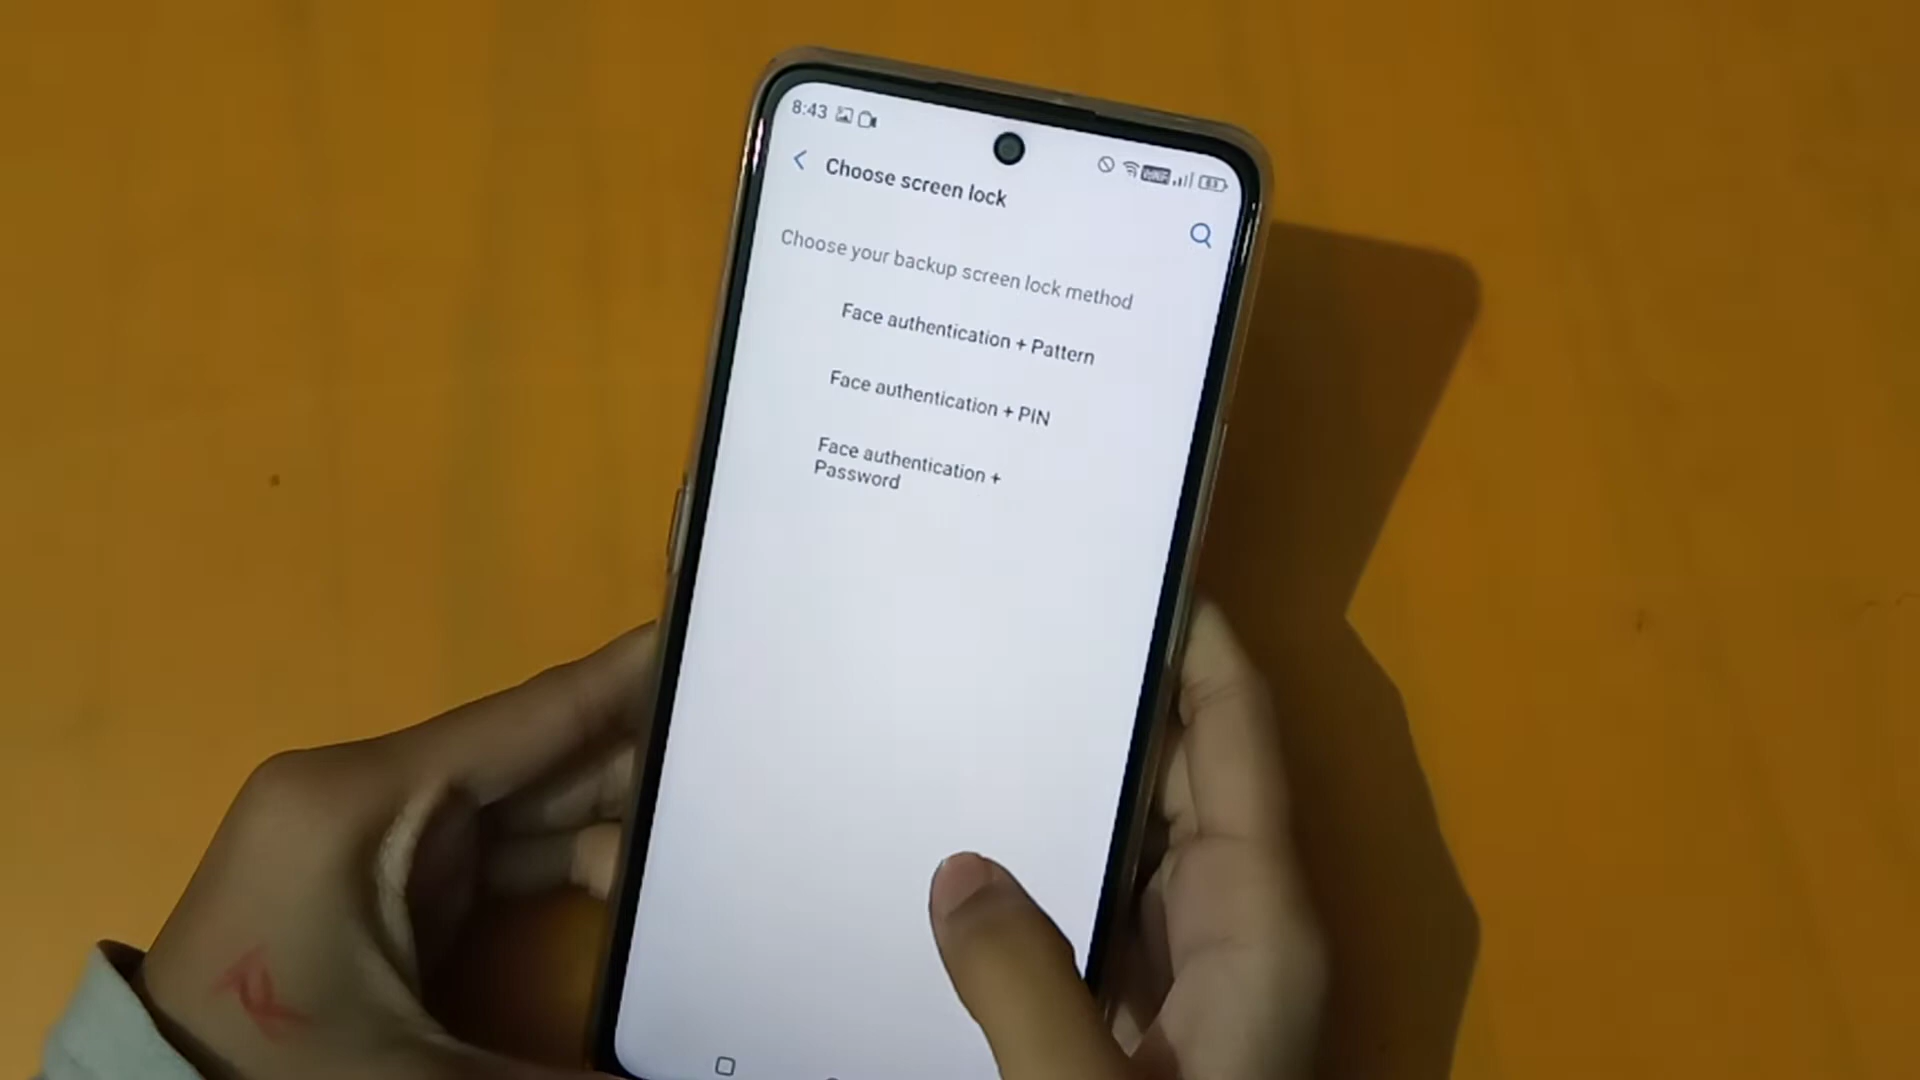 8:43
Choose screen lock
Choose your backup screen lock method
Face authentication + Pattern
Face authentication + PIN
Face authentication +
Password